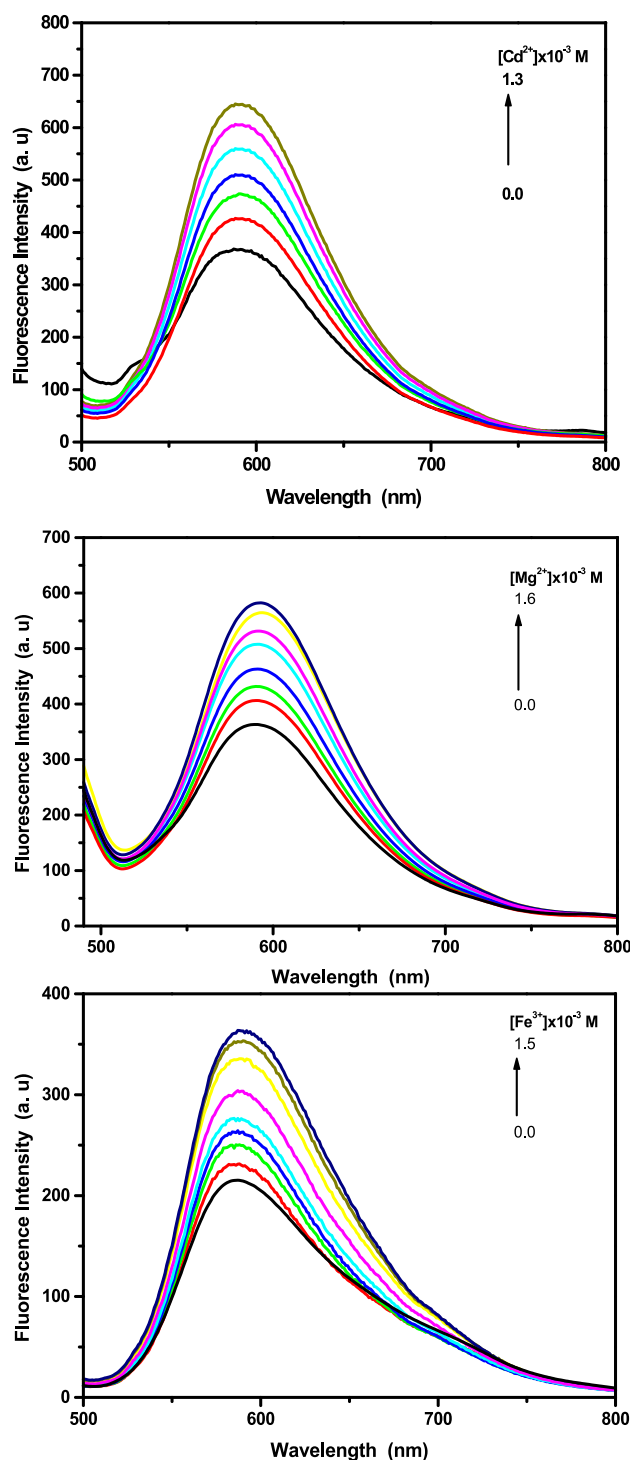 800
700
600
500
400
300
200
100
0
Fluorescence Intensity (a. u)
[Cd²⁺]x10⁻³ M
1.3
0.0
500 600 700 800
Wavelength (nm)
700
600
500
400
300
200
100
0
Fluorescence Intensity (a. u)
[Mg²⁺]x10⁻³ M
1.6
0.0
500 600 700 800
Wavelength (nm)
400
300
200
100
0
Fluorescence Intensity (a. u)
[Fe³⁺]x10⁻³ M
1.5
0.0
500 600 700 800
Wavelength (nm)